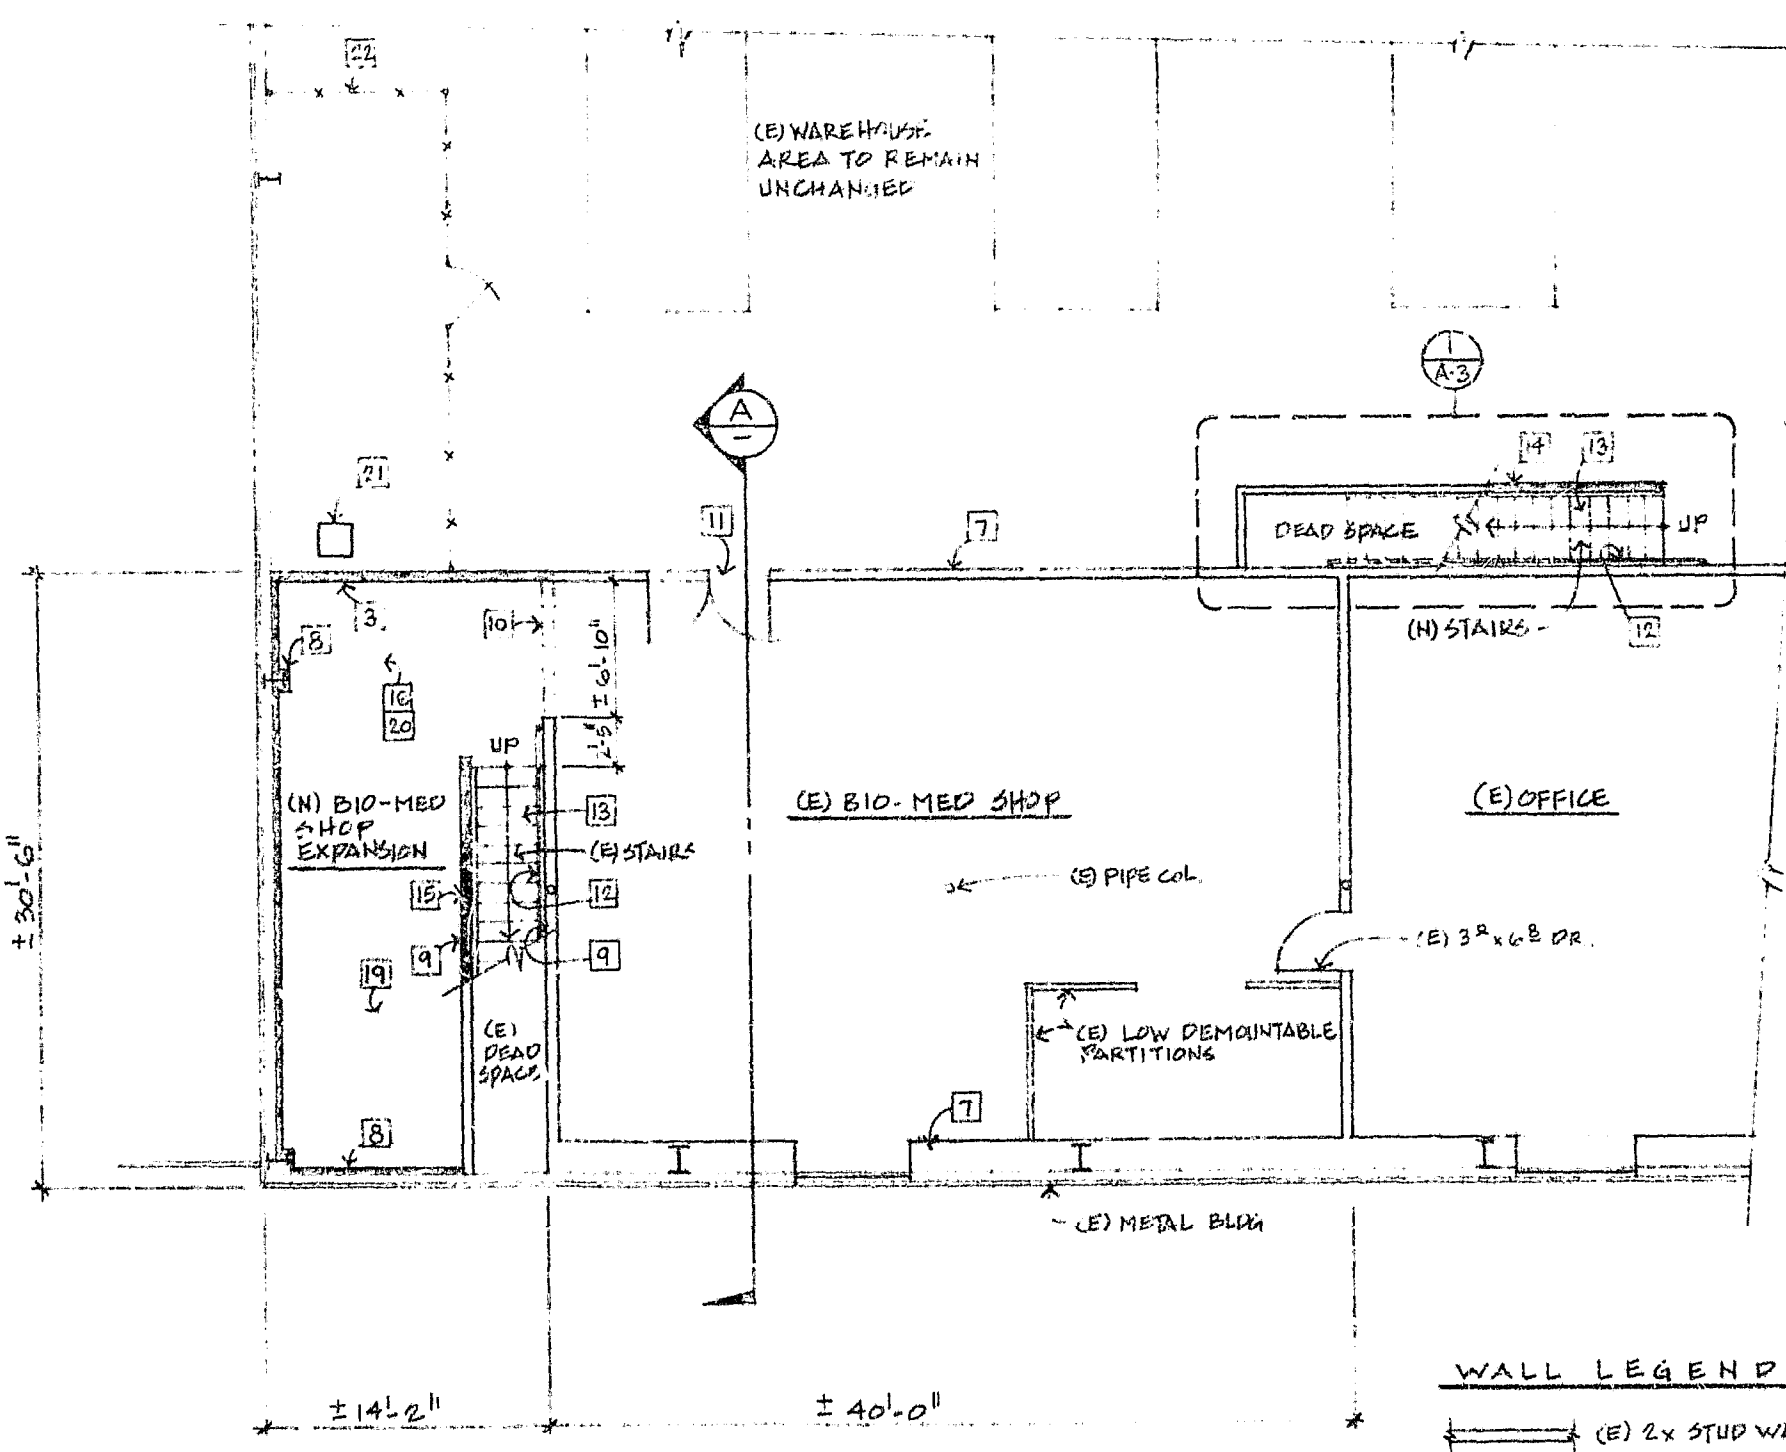 22
(E) WAREHOUSE
AREA TO REMAIN
UNCHANGED
1
A-3
A
21
11
7
14
13
DEAD SPACE
UP
3
8
10
±6'-10"
(N) STAIRS
12
16
20
2'-5"
UP
(N) BIO-MED
SHOP
EXPANSION
13
(E) STAIRS
(E) BIO-MED SHOP
(E) OFFICE
15
12
(E) PIPE COL.
±30'-6"
9
9
(E) 3⁰ x 6⁸ DR.
19
(E)
DEAD
SPACE
(E) LOW DEMOUNTABLE
PARTITIONS
7
8
(E) METAL BLDG
±14'-2"
± 40'-0"
WALL LEGEND
(E) 2x STUD